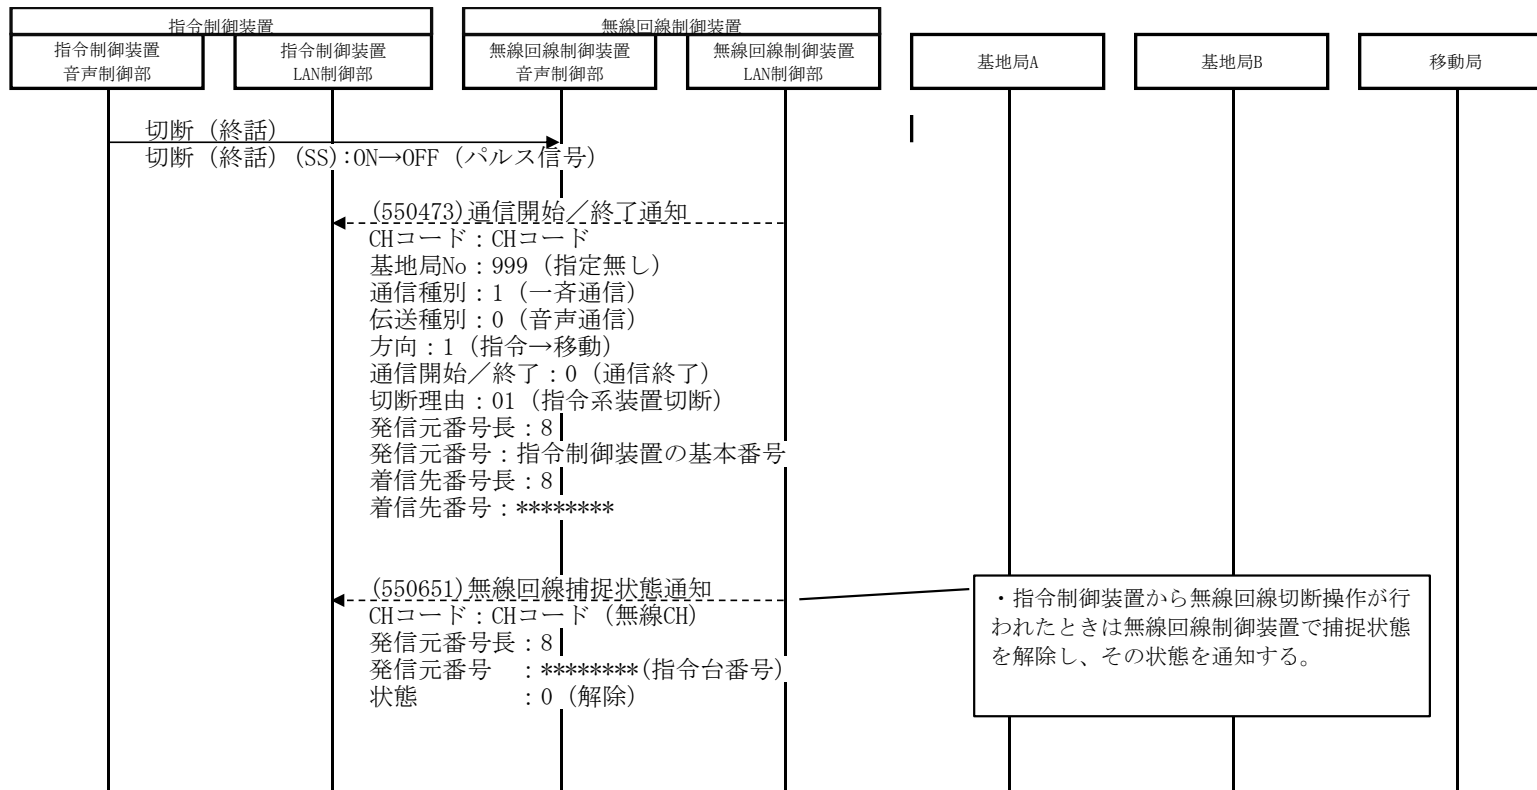 指令制御装置
無線回線制御装置
指令制御装置
音声制御部
指令制御装置
LAN制御部
無線回線制御装置
音声制御部
無線回線制御装置
LAN制御部
基地局A
基地局B
移動局
切断（終話）
切断（終話）(SS):ON→OFF（パルス信号）
(550473)通信開始／終了通知
CHコード：CHコード
基地局No：999（指定無し）
通信種別：1（一斉通信）
伝送種別：0（音声通信）
方向：1（指令→移動）
通信開始／終了：0（通信終了）
切断理由：01（指令系装置切断）
発信元番号長：8
発信元番号：指令制御装置の基本番号
着信先番号長：8
着信先番号：********
(550651)無線回線捕捉状態通知
CHコード：CHコード（無線CH）
発信元番号長：8
発信元番号　：********(指令台番号）
状態　　　　：0（解除）
・指令制御装置から無線回線切断操作が行
われたときは無線回線制御装置で捕捉状態
を解除し、その状態を通知する。